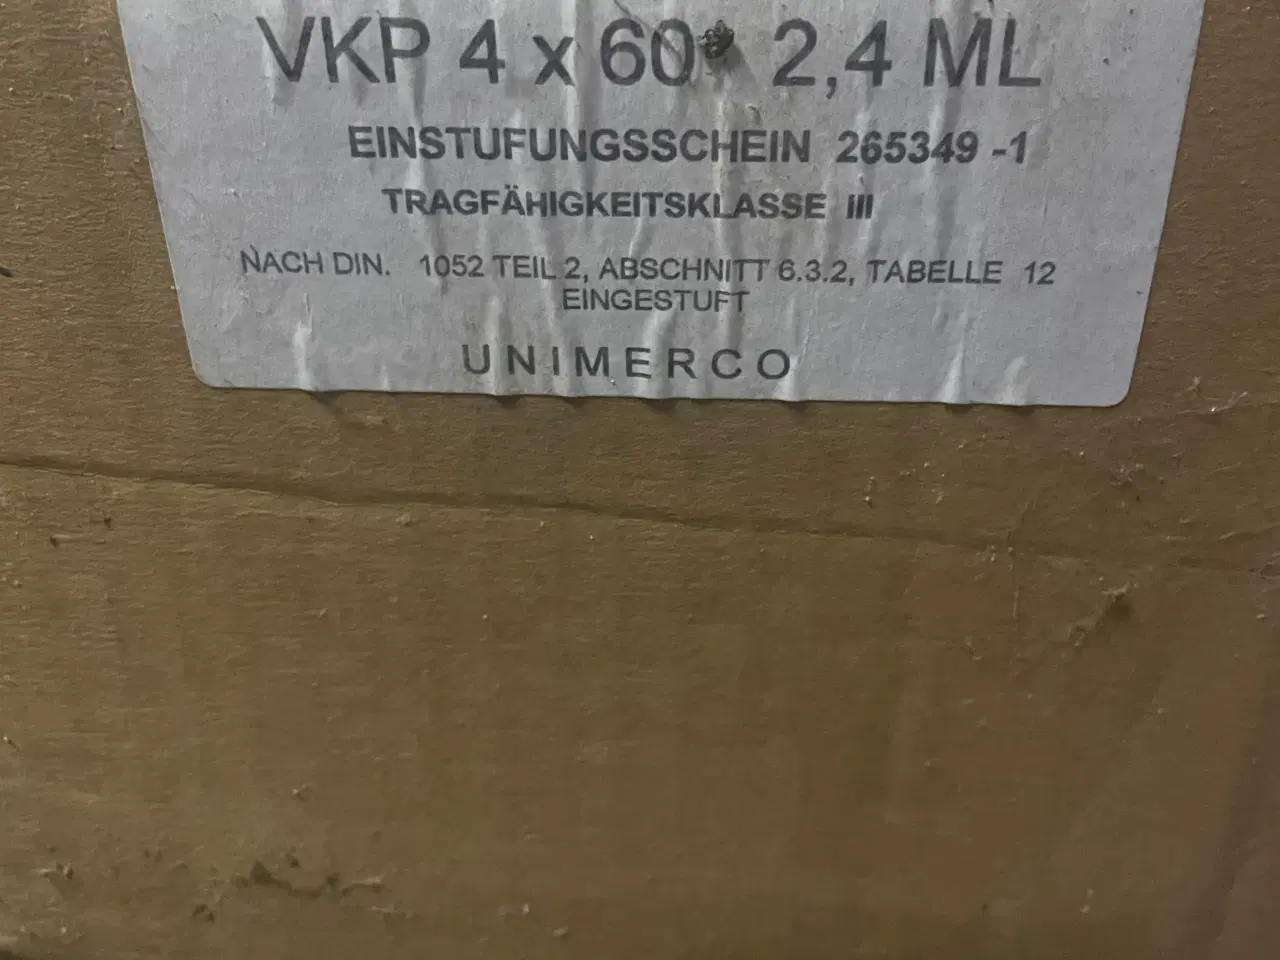 VKP 4 x 60 2,4 ML
EINSTUFUNGSSCHEIN 265349 -1
TRAGFÄHIGKEITSKLASSE III
NACH DIN. 1052 TEIL 2, ABSCHNITT 6.3.2, TABELLE 12
EINGESTUFT
UNIMERCO